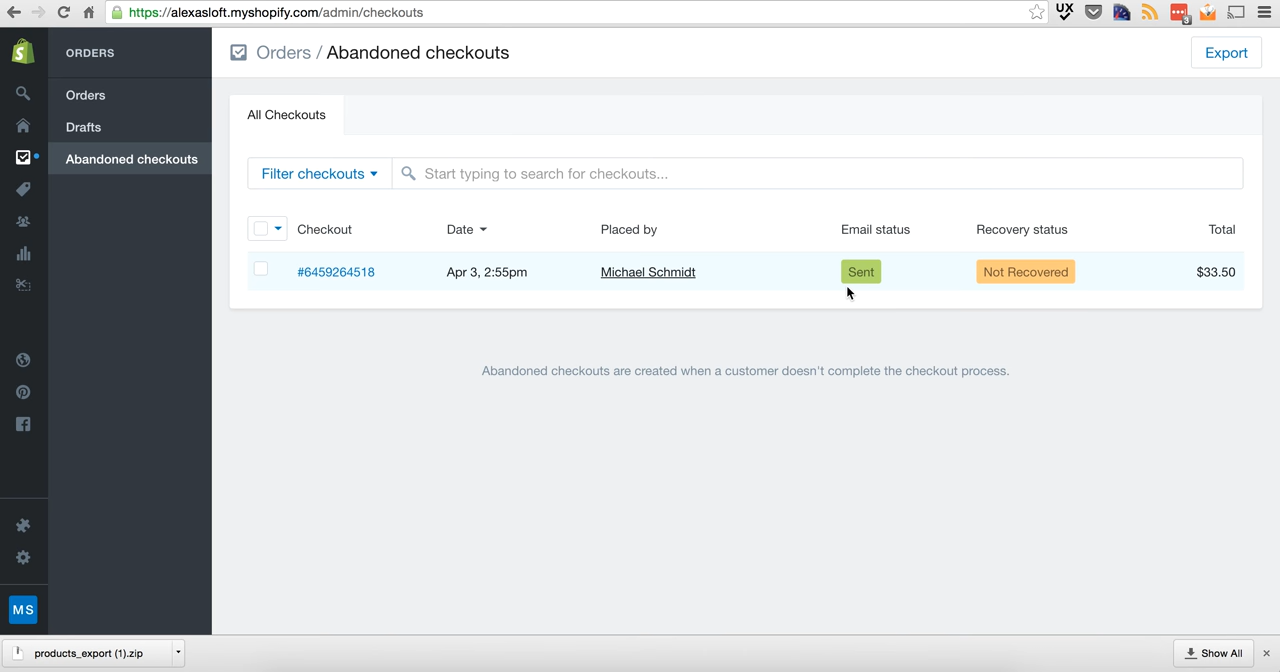 https://alexasloft.myshopify.com/admin/checkouts
UX
3
ORDERS
Orders
Drafts
Abandoned checkouts
MS
Orders / Abandoned checkouts
Export
All Checkouts
Filter checkouts
Start typing to search for checkouts...
Checkout Date Placed by Email status Recovery status Total
#6459264518 Apr 3, 2:55pm Michael Schmidt Sent Not Recovered $33.50
Abandoned checkouts are created when a customer doesn't complete the checkout process.
products_export (1).zip
Show All